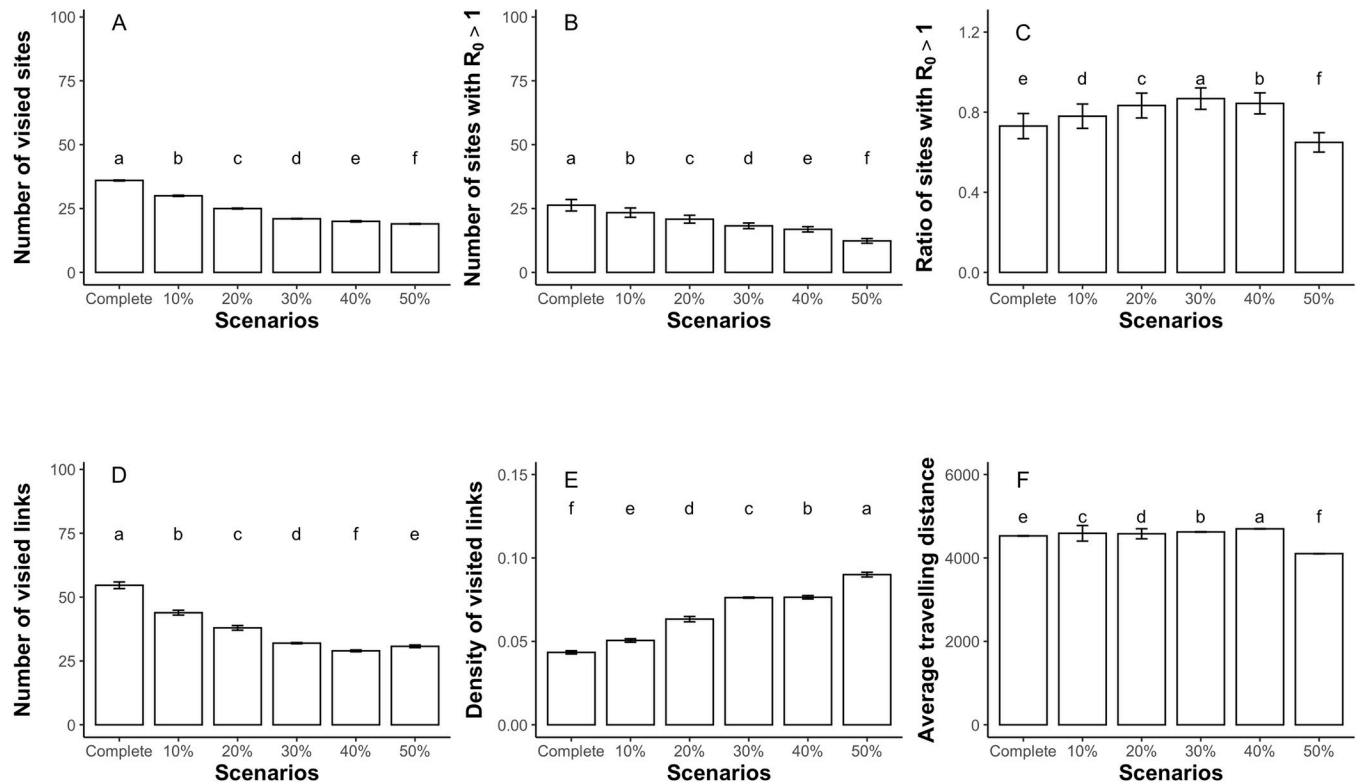 A
Number of visied sites
100
75
50
25
0
a b c d e f
Complete 10% 20% 30% 40% 50%
Scenarios
B
Number of sites with R0 > 1
100
75
50
25
0
a b c d e f
Complete 10% 20% 30% 40% 50%
Scenarios
C
Ratio of sites with R0 > 1
1.2
0.8
0.4
0.0
e d c a b f
Complete 10% 20% 30% 40% 50%
Scenarios
D
Number of visied links
100
75
50
25
0
a b c d f e
Complete 10% 20% 30% 40% 50%
Scenarios
E
Density of visited links
0.15
0.10
0.05
0.00
f e d c b a
Complete 10% 20% 30% 40% 50%
Scenarios
F
Average travelling distance
6000
4000
2000
0
e c d b a f
Complete 10% 20% 30% 40% 50%
Scenarios